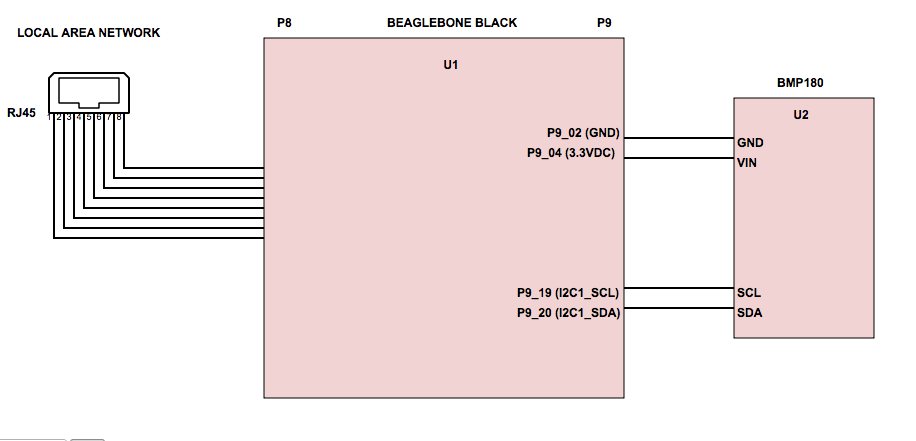 P8 BEAGLEBONE BLACK P9
LOCAL AREA NETWORK
U1
BMP180
RJ45
1 2 3 4 5 6 7 8
U2
P9_02 (GND)
GND
P9_04 (3.3VDC)
VIN
P9_19 (I2C1_SCL)
SCL
P9_20 (I2C1_SDA)
SDA